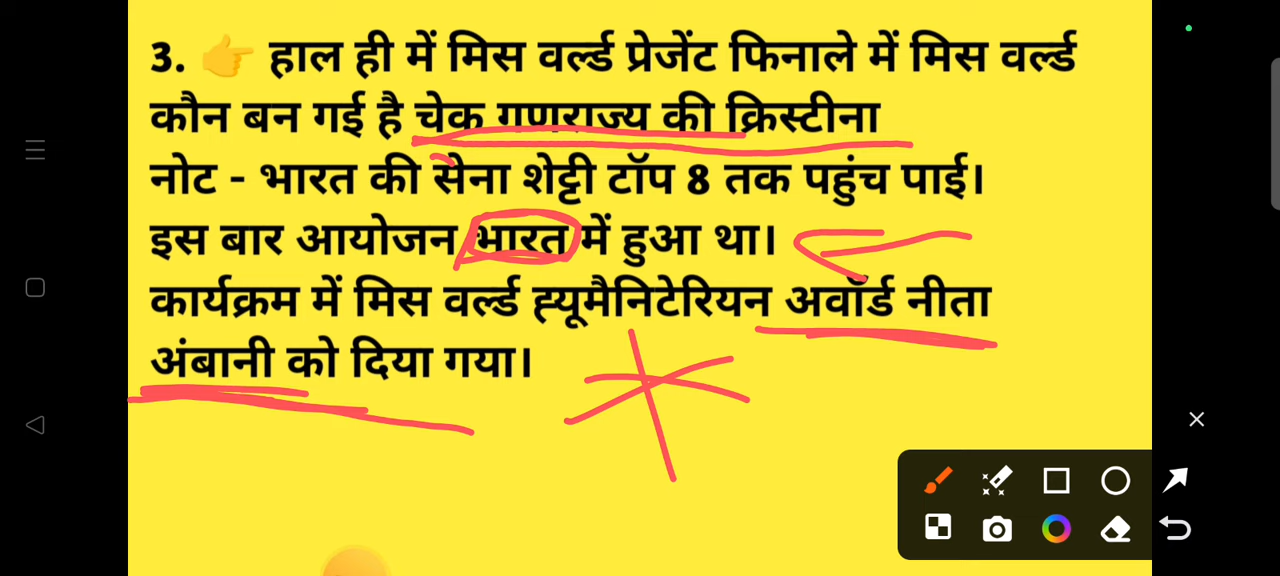 3. 👉 हाल ही में मिस वर्ल्ड प्रेजेंट फिनाले में मिस वर्ल्ड
कौन बन गई है चेक गणराज्य की क्रिस्टीना
नोट - भारत की सेना शेट्टी टॉप 8 तक पहुंच पाई।
इस बार आयोजन भारत में हुआ था।
कार्यक्रम में मिस वर्ल्ड ह्यूमैनिटेरियन अवॉर्ड नीता
अंबानी को दिया गया।